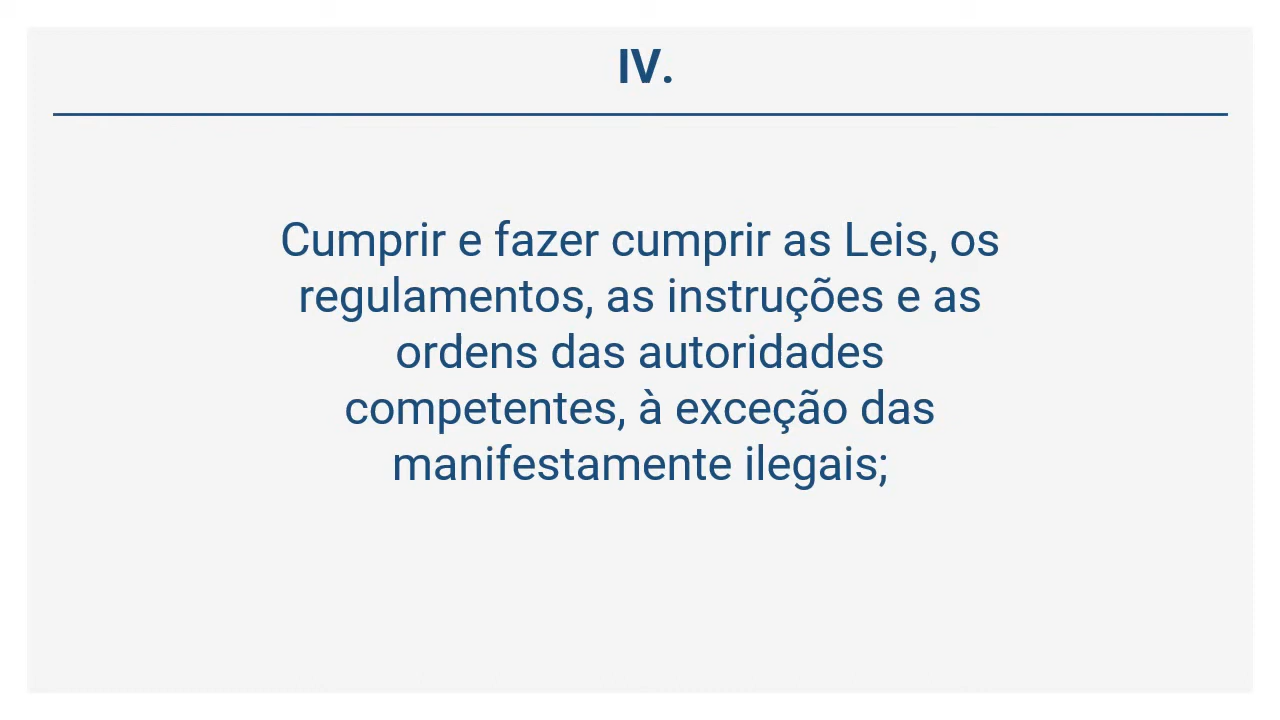 IV.
Cumprir e fazer cumprir as Leis, os
regulamentos, as instruções e as
ordens das autoridades
competentes, à exceção das
manifestamente ilegais;